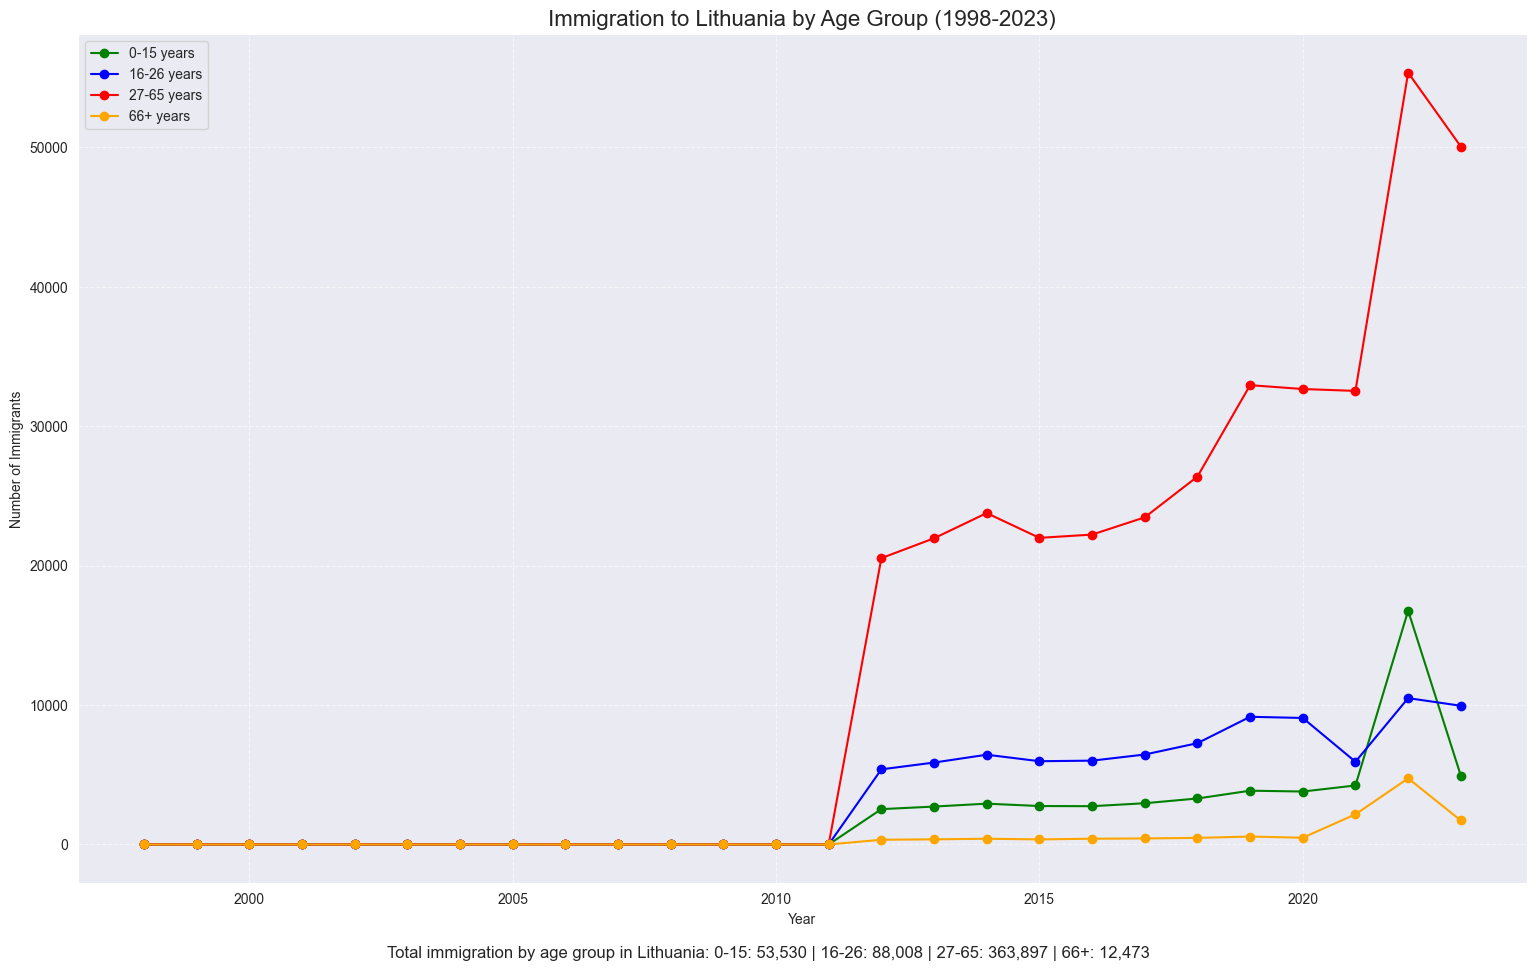 Immigration to Lithuania by Age Group (1998-2023)
0-15 years
16-26 years
27-65 years
66+ years
50000
40000
30000
20000
10000
0
Number of Immigrants
2000
2005
2010
2015
2020
Year
Total immigration by age group in Lithuania: 0-15: 53,530 | 16-26: 88,008 | 27-65: 363,897 | 66+: 12,473